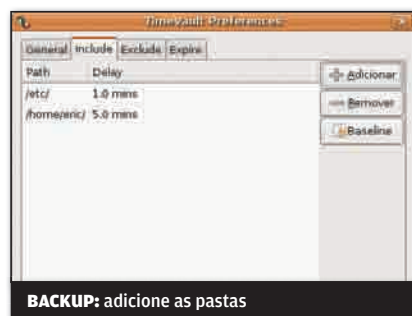 TimeVault Preferences
General Include Exclude Expire
Path Delay
/etc/ 1.0 mins
/home/eric/ 5.0 mins
Adicionar
Remover
Baseline
BACKUP: adicione as pastas